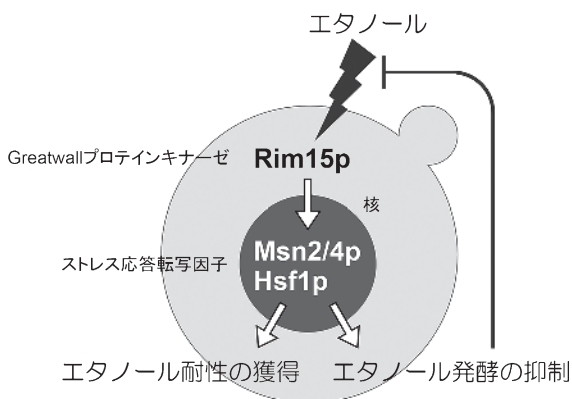 エタノール
Greatwallプロテインキナーゼ Rim15p
核
ストレス応答転写因子 Msn2/4p
Hsf1p
エタノール耐性の獲得 エタノール発酵の抑制